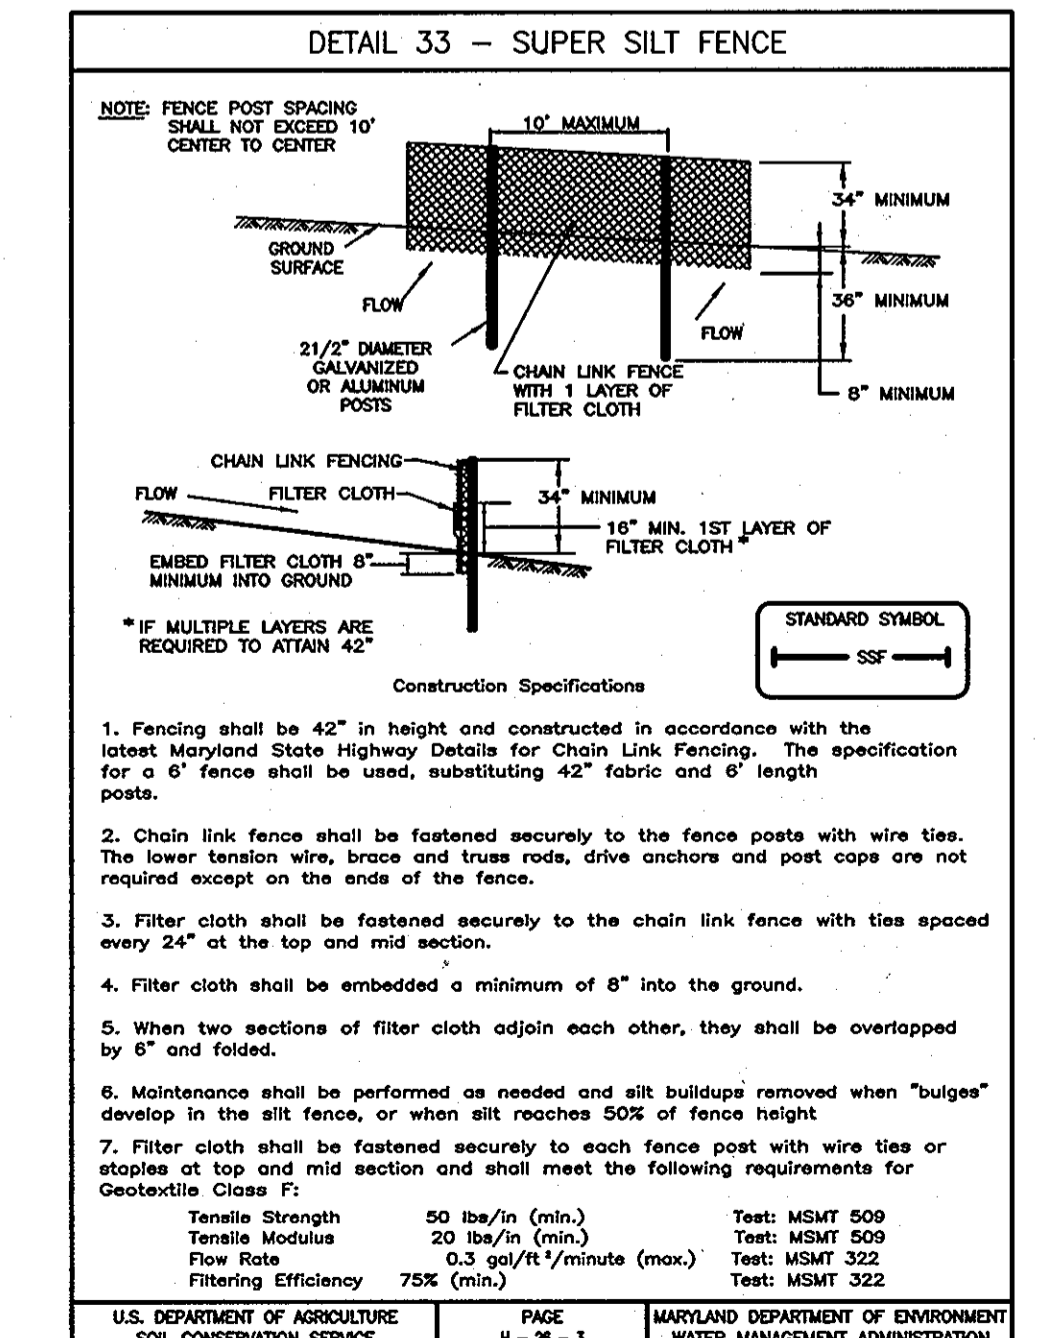 DETAIL 33 - SUPER SILT FENCE
NOTE: FENCE POST SPACING
SHALL NOT EXCEED 10'
CENTER TO CENTER
10' MAXIMUM
34" MINIMUM
GROUND
SURFACE
FLOW
36" MINIMUM
FLOW
21/2" DIAMETER
GALVANIZED
OR ALUMINUM
POSTS
CHAIN LINK FENCE
WITH 1 LAYER OF
FILTER CLOTH
8" MINIMUM
CHAIN LINK FENCING
FLOW
FILTER CLOTH
34" MINIMUM
16" MIN. 1ST LAYER OF
FILTER CLOTH *
EMBED FILTER CLOTH 8"
MINIMUM INTO GROUND
* IF MULTIPLE LAYERS ARE
REQUIRED TO ATTAIN 42"
STANDARD SYMBOL
SSF
Construction Specifications
1. Fencing shall be 42" in height and constructed in accordance with the
latest Maryland State Highway Details for Chain Link Fencing. The specification
for a 6' fence shall be used, substituting 42" fabric and 6' length
posts.
2. Chain link fence shall be fastened securely to the fence posts with wire ties.
The lower tension wire, brace and truss rods, drive anchors and post caps are not
required except on the ends of the fence.
3. Filter cloth shall be fastened securely to the chain link fence with ties spaced
every 24" at the top and mid section.
4. Filter cloth shall be embedded a minimum of 8" into the ground.
5. When two sections of filter cloth adjoin each other, they shall be overlapped
by 6" and folded.
6. Maintenance shall be performed as needed and silt buildups removed when "bulges"
develop in the silt fence, or when silt reaches 50% of fence height
7. Filter cloth shall be fastened securely to each fence post with wire ties or
staples at top and mid section and shall meet the following requirements for
Geotextile Class F:
Tensile Strength 50 lbs/in (min.) Test: MSMT 509
Tensile Modulus 20 lbs/in (min.) Test: MSMT 509
Flow Rate 0.3 gal/ft²/minute (max.) Test: MSMT 322
Filtering Efficiency 75% (min.) Test: MSMT 322
U.S. DEPARTMENT OF AGRICULTURE
SOIL CONSERVATION SERVICE
PAGE
H - 26 - 3
MARYLAND DEPARTMENT OF ENVIRONMENT
WATER MANAGEMENT ADMINISTRATION